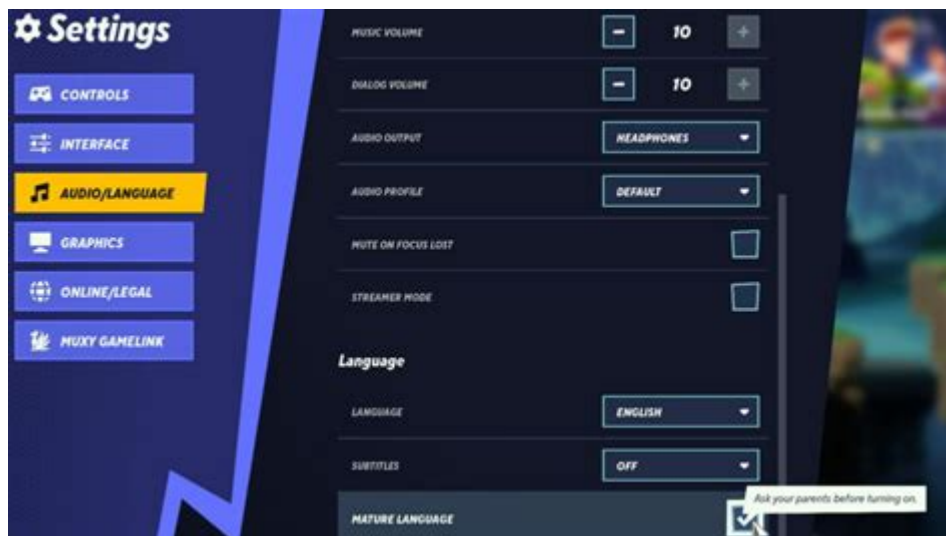 Settings
CONTROLS
INTERFACE
AUDIO/LANGUAGE
GRAPHICS
ONLINE/LEGAL
MUXY GAMELINK
MUSIC VOLUME
10
DIALOG VOLUME
10
AUDIO OUTPUT
HEADPHONES
AUDIO PROFILE
DEFAULT
MUTE ON FOCUS LOST
STREAMER MODE
Language
LANGUAGE
ENGLISH
SUBTITLES
OFF
MATURE LANGUAGE
Ask your parents before turning on.